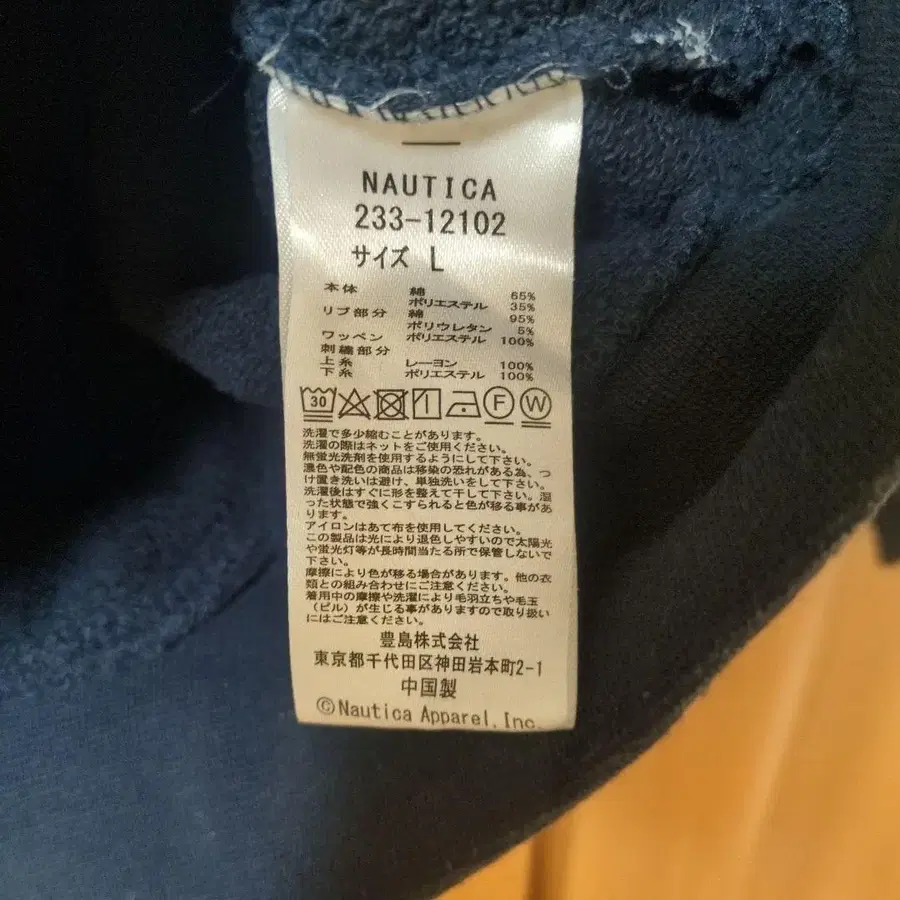 NAUTICA
233-12102
サイズ L
本体 綿 65%
ポリエステル 35%
リブ部分 綿 95%
ポリウレタン 5%
ワッペン ポリエステル 100%
刺繍部分
上糸 レーヨン 100%
下糸 ポリエステル 100%
30 F W
洗濯で多少縮むことがあります。
洗濯の際はネットをご使用ください。
無蛍光洗剤を使用するようにして下さい。
濃色や配色の商品は移染の恐れがある為、つ
け置き洗いは避け、単独洗いをして下さい。
洗濯後はすぐに形を整えて干して下さい。湿
った状態で強くこすられると色が移る事があ
ります。
アイロンはあて布を使用してください。
この製品は光により退色しやすいので太陽光
や蛍光灯等が長時間当たる所で保管しないで
下さい。
摩擦により色が移る場合があります。他の衣
類との組み合わせにご注意ください。
着用中の摩擦や洗濯により毛羽立ちや毛玉
(ピル)が生じる事がありますので取り扱い
にはご注意下さい。
豊島株式会社
東京都千代田区神田岩本町2-1
中国製
©Nautica Apparel,Inc.